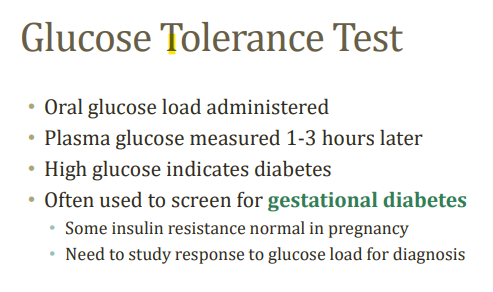 Glucose Tolerance Test
• Oral glucose load administered
• Plasma glucose measured 1-3 hours later
• High glucose indicates diabetes
• Often used to screen for gestational diabetes
• Some insulin resistance normal in pregnancy
• Need to study response to glucose load for diagnosis